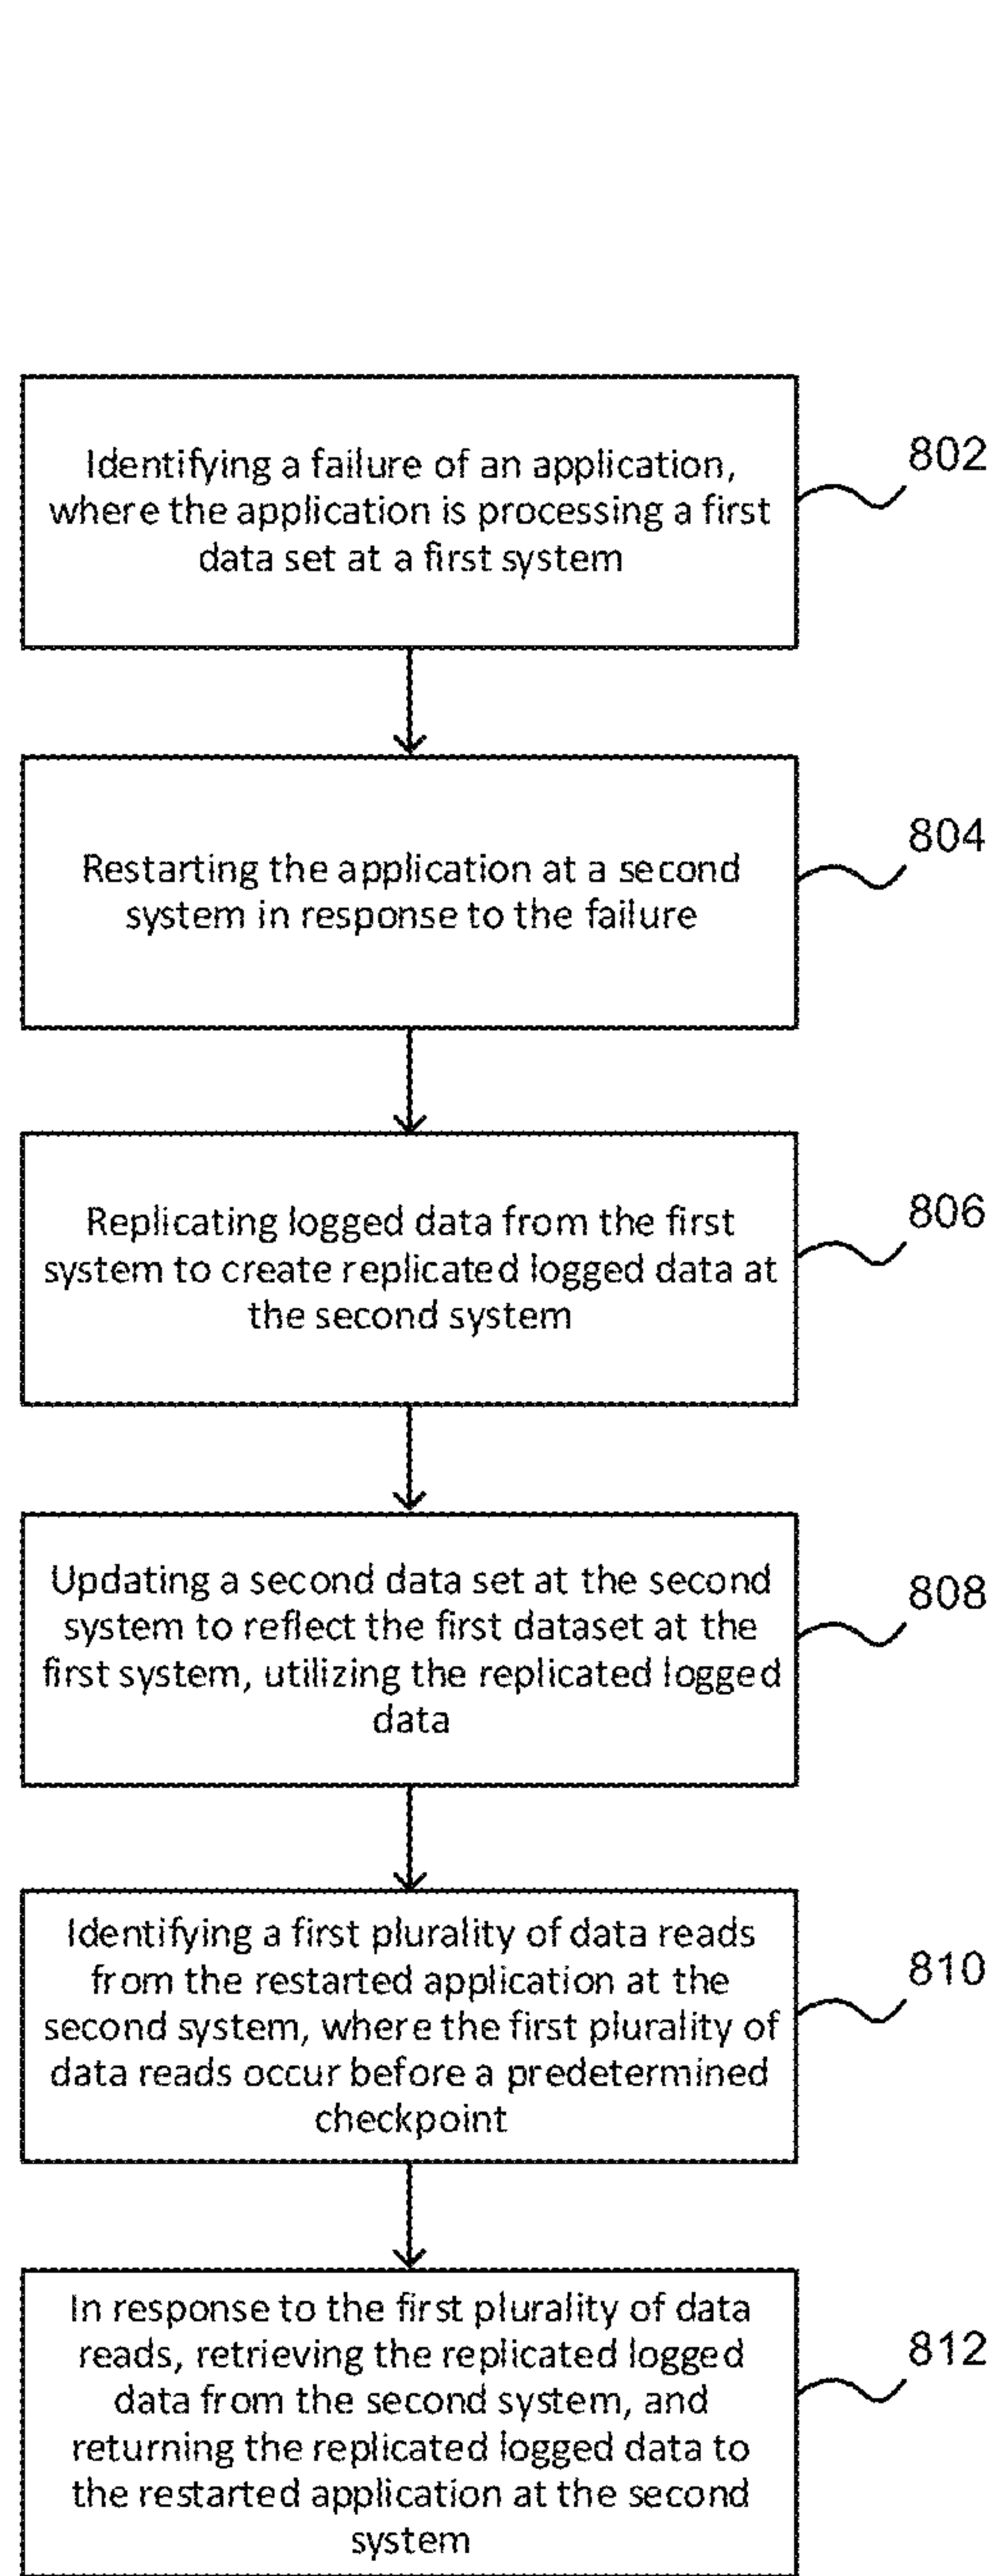 Identifying a failure of an application,
where the application is processing a first
data set at a first system
802
Restarting the application at a second
system in response to the failure
804
Replicating logged data from the first
system to create replicated logged data at
the second system
806
Updating a second data set at the second
system to reflect the first dataset at the
first system, utilizing the replicated logged
data
808
Identifying a first plurality of data reads
from the restarted application at the
second system, where the first plurality of
data reads occur before a predetermined
checkpoint
810
In response to the first plurality of data
reads, retrieving the replicated logged
data from the second system, and
returning the replicated logged data to
the restarted application at the second
system
812